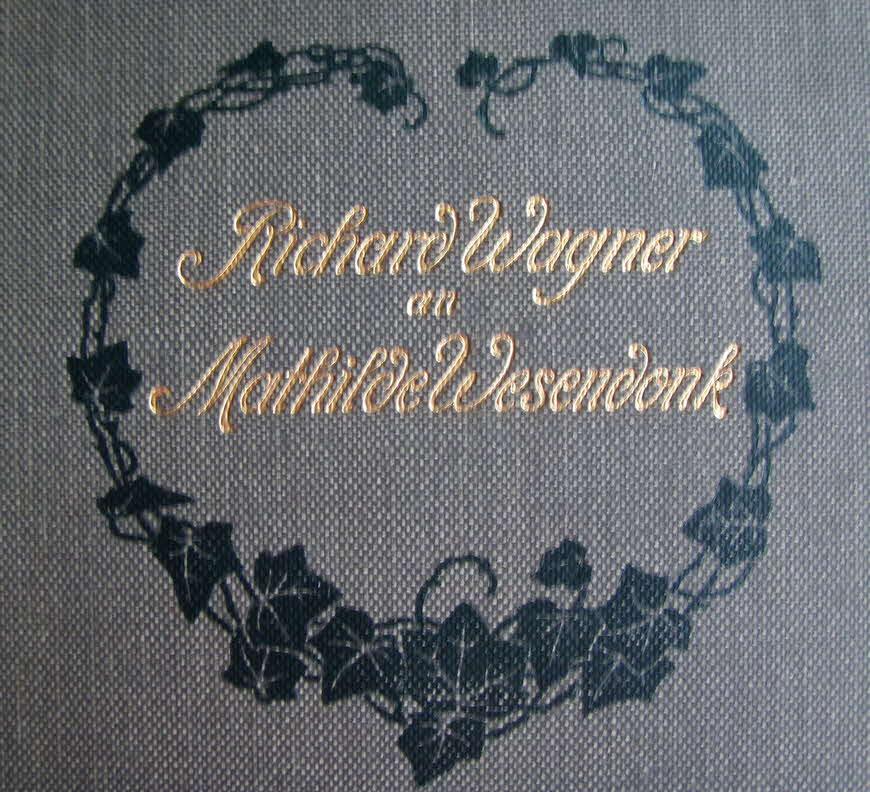 Richard Wagner
an
Mathilde Wesendonk